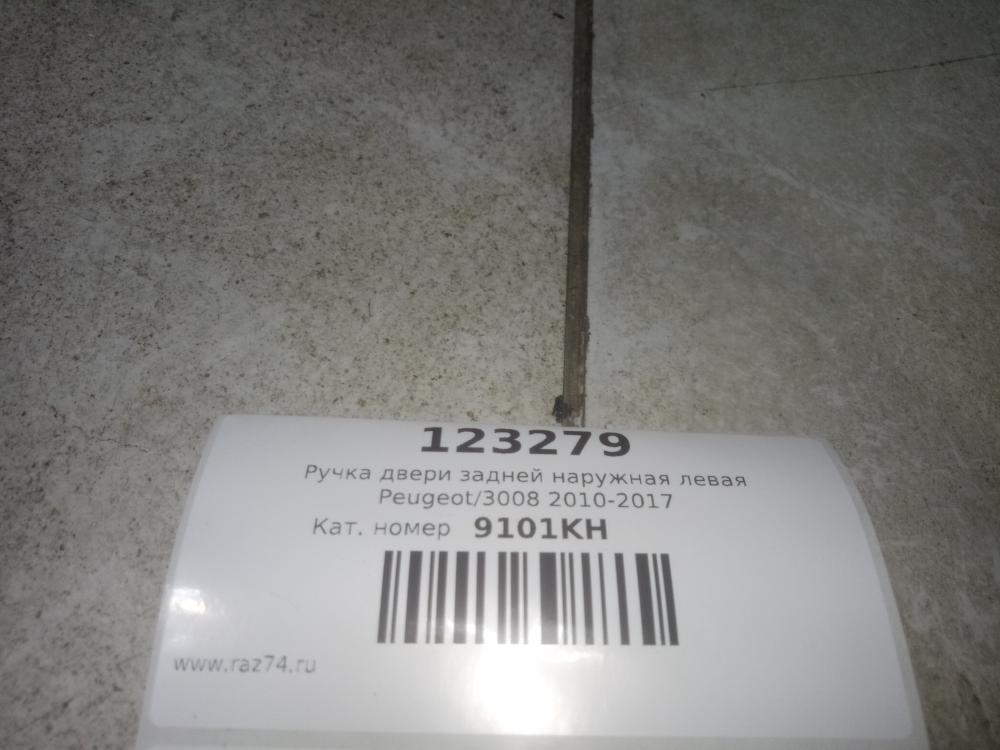 123279
Ручка двери задней наружная левая
Peugeot/3008 2010-2017
Кат. номер 9101KH
www.raz74.ru